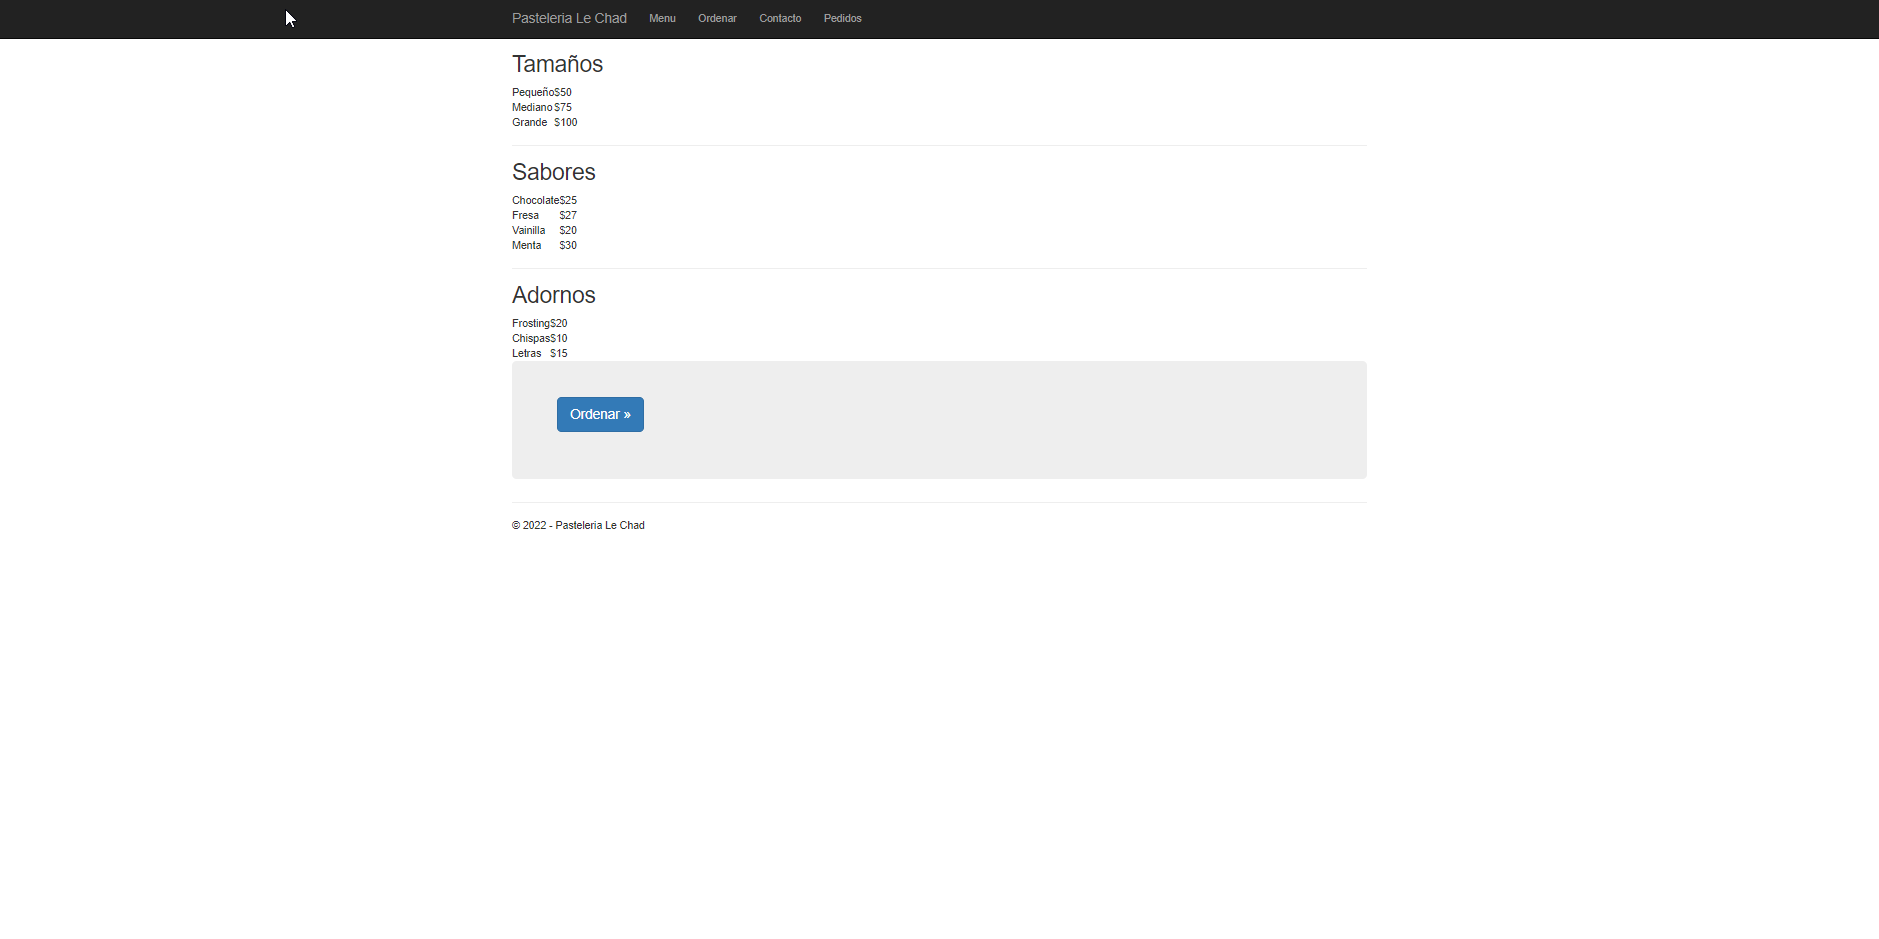 Pasteleria Le Chad Menu Ordenar Contacto Pedidos
Tamaños
Pequeño $50
Mediano $75
Grande $100
Sabores
Chocolate $25
Fresa $27
Vainilla $20
Menta $30
Adornos
Frosting $20
Chispas $10
Letras $15
Ordenar »
© 2022 - Pasteleria Le Chad